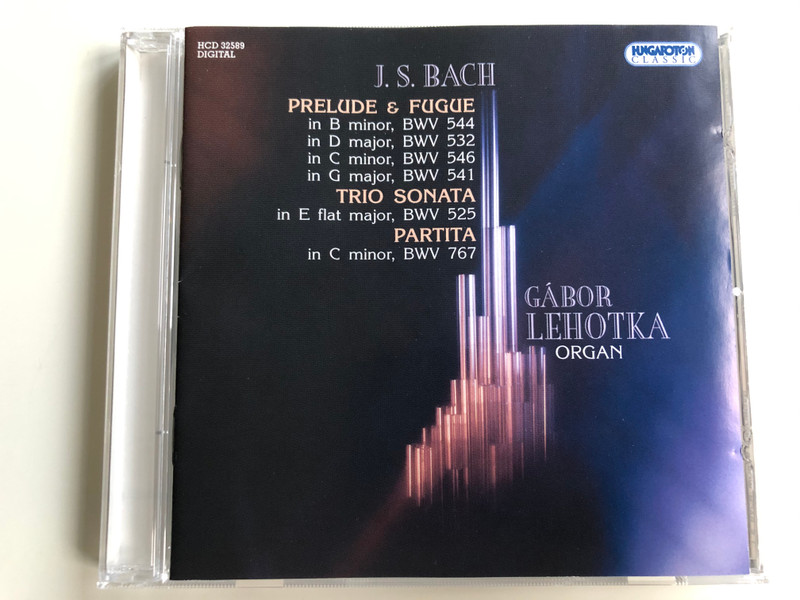 HCD 32589
DIGITAL
HUNGAROTON
CLASSIC
J. S. BACH
PRELUDE & FUGUE
in B minor, BWV 544
in D major, BWV 532
in C minor, BWV 546
in G major, BWV 541
TRIO SONATA
in E flat major, BWV 525
PARTITA
in C minor, BWV 767
GÁBOR
LEHOTKA
ORGAN